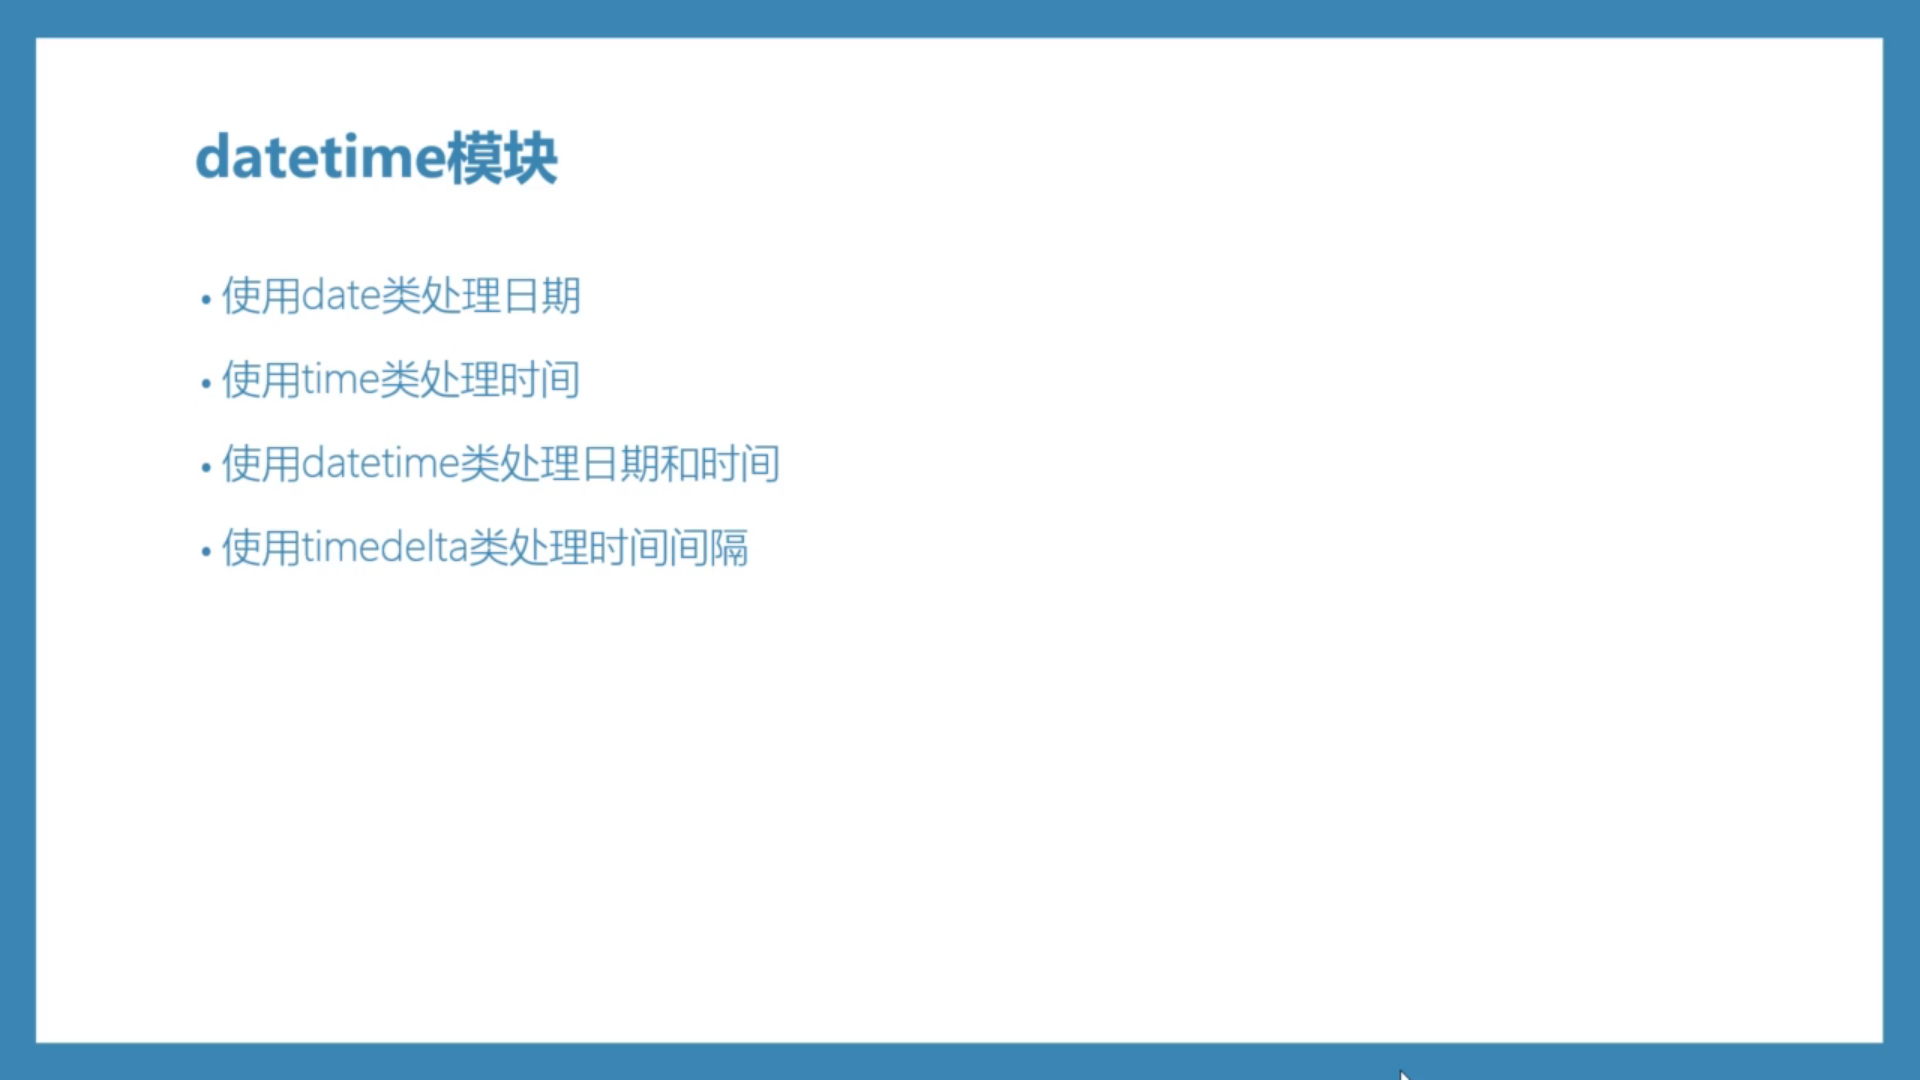 datetime模块
• 使用date类处理日期
• 使用time类处理时间
• 使用datetime类处理日期和时间
• 使用timedelta类处理时间间隔